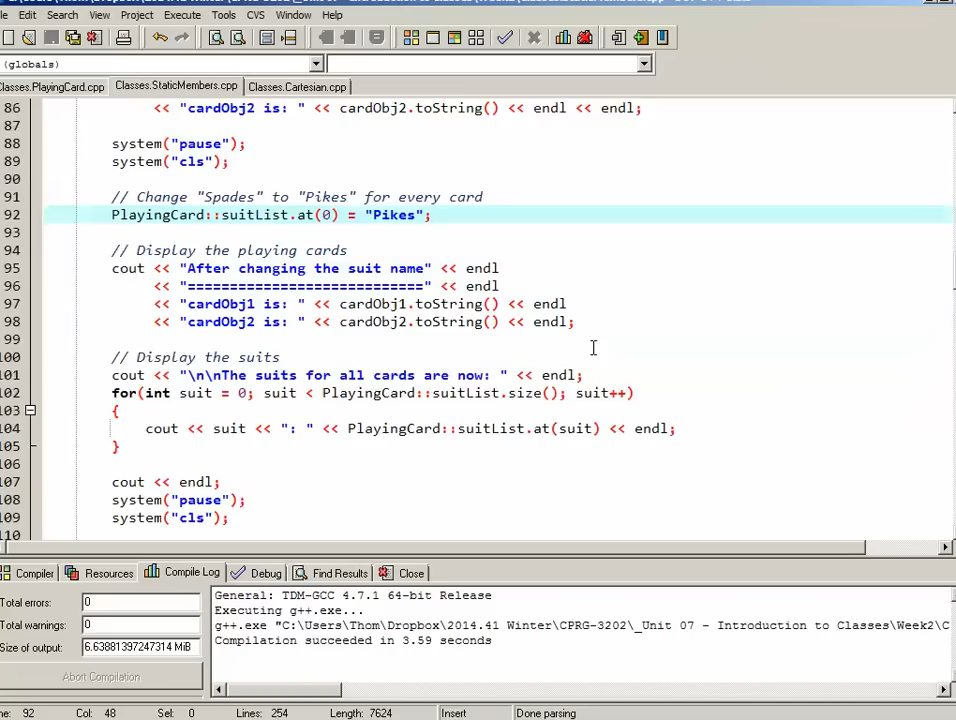 Edit Search View Project Execute Tools CVS Window Help
(globals)
Classes.PlayingCard.cpp Classes.StaticMembers.cpp Classes.Cartesian.cpp
86 << "cardObj2 is: " << cardObj2.toString() << endl << endl;
87
88 system("pause");
89 system("cls");
90
91 // Change "Spades" to "Pikes" for every card
92 PlayingCard::suitList.at(0) = "Pikes";
93
94 // Display the playing cards
95 cout << "After changing the suit name" << endl
96 << "============================" << endl
97 << "cardObj1 is: " << cardObj1.toString() << endl
98 << "cardObj2 is: " << cardObj2.toString() << endl;
99
100 // Display the suits
101 cout << "\n\nThe suits for all cards are now: " << endl;
102 for(int suit = 0; suit < PlayingCard::suitList.size(); suit++)
103 {
104 cout << suit << ": " << PlayingCard::suitList.at(suit) << endl;
105 }
106
107 cout << endl;
108 system("pause");
109 system("cls");
110
Compiler Resources Compile Log Debug Find Results Close
Total errors: 0
Total warnings: 0
Size of output: 6.63881397247314 MiB
Abort Compilation
General: TDM-GCC 4.7.1 64-bit Release
Executing g++.exe...
g++.exe "C:\Users\Thom\Dropbox\2014.41 Winter\CPRG-3202\_Unit 07 - Introduction to Classes\Week2\C
Compilation succeeded in 3.59 seconds
ne: 92 Col: 48 Sel: 0 Lines: 254 Length: 7624 Insert Done parsing